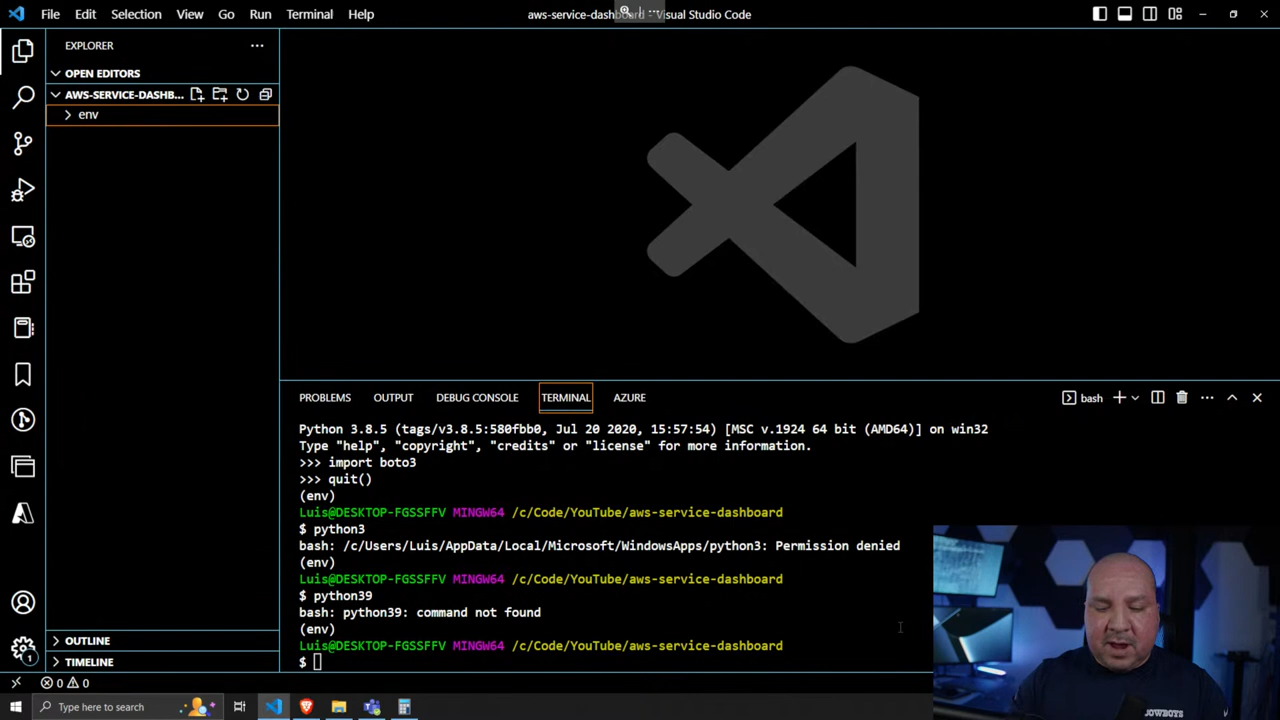 File Edit Selection View Go Run Terminal Help
aws-service-dashb - Visual Studio Code
EXPLORER
OPEN EDITORS
AWS-SERVICE-DASHB...
env
PROBLEMS OUTPUT DEBUG CONSOLE TERMINAL AZURE
bash
Python 3.8.5 (tags/v3.8.5:580fbb0, Jul 20 2020, 15:57:54) [MSC v.1924 64 bit (AMD64)] on win32
Type "help", "copyright", "credits" or "license" for more information.
>>> import boto3
>>> quit()
(env)
Luis@DESKTOP-FGSSFFV MINGW64 /c/Code/YouTube/aws-service-dashboard
$ python3
bash: /c/Users/Luis/AppData/Local/Microsoft/WindowsApps/python3: Permission denied
(env)
Luis@DESKTOP-FGSSFFV MINGW64 /c/Code/YouTube/aws-service-dashboard
$ python39
bash: python39: command not found
(env)
Luis@DESKTOP-FGSSFFV MINGW64 /c/Code/YouTube/aws-service-dashboard
$
OUTLINE
TIMELINE
1
0 0
Type here to search
JOWBOYS